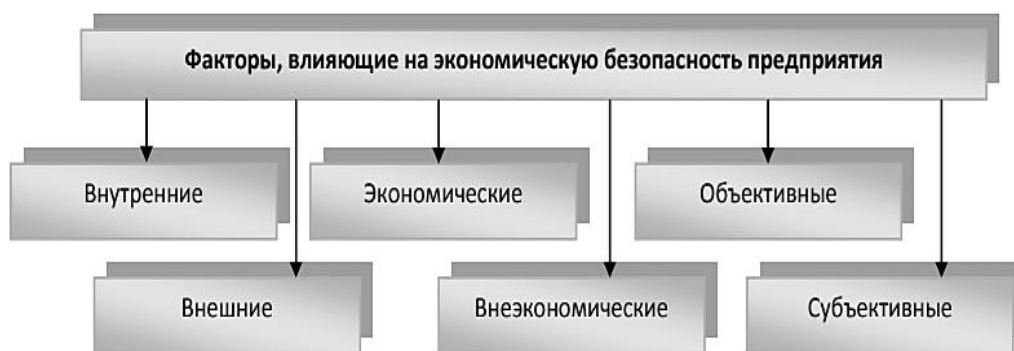 Факторы, влияющие на экономическую безопасность предприятия
Внутренние
Экономические
Объективные
Внешние
Внеэкономические
Субъективные